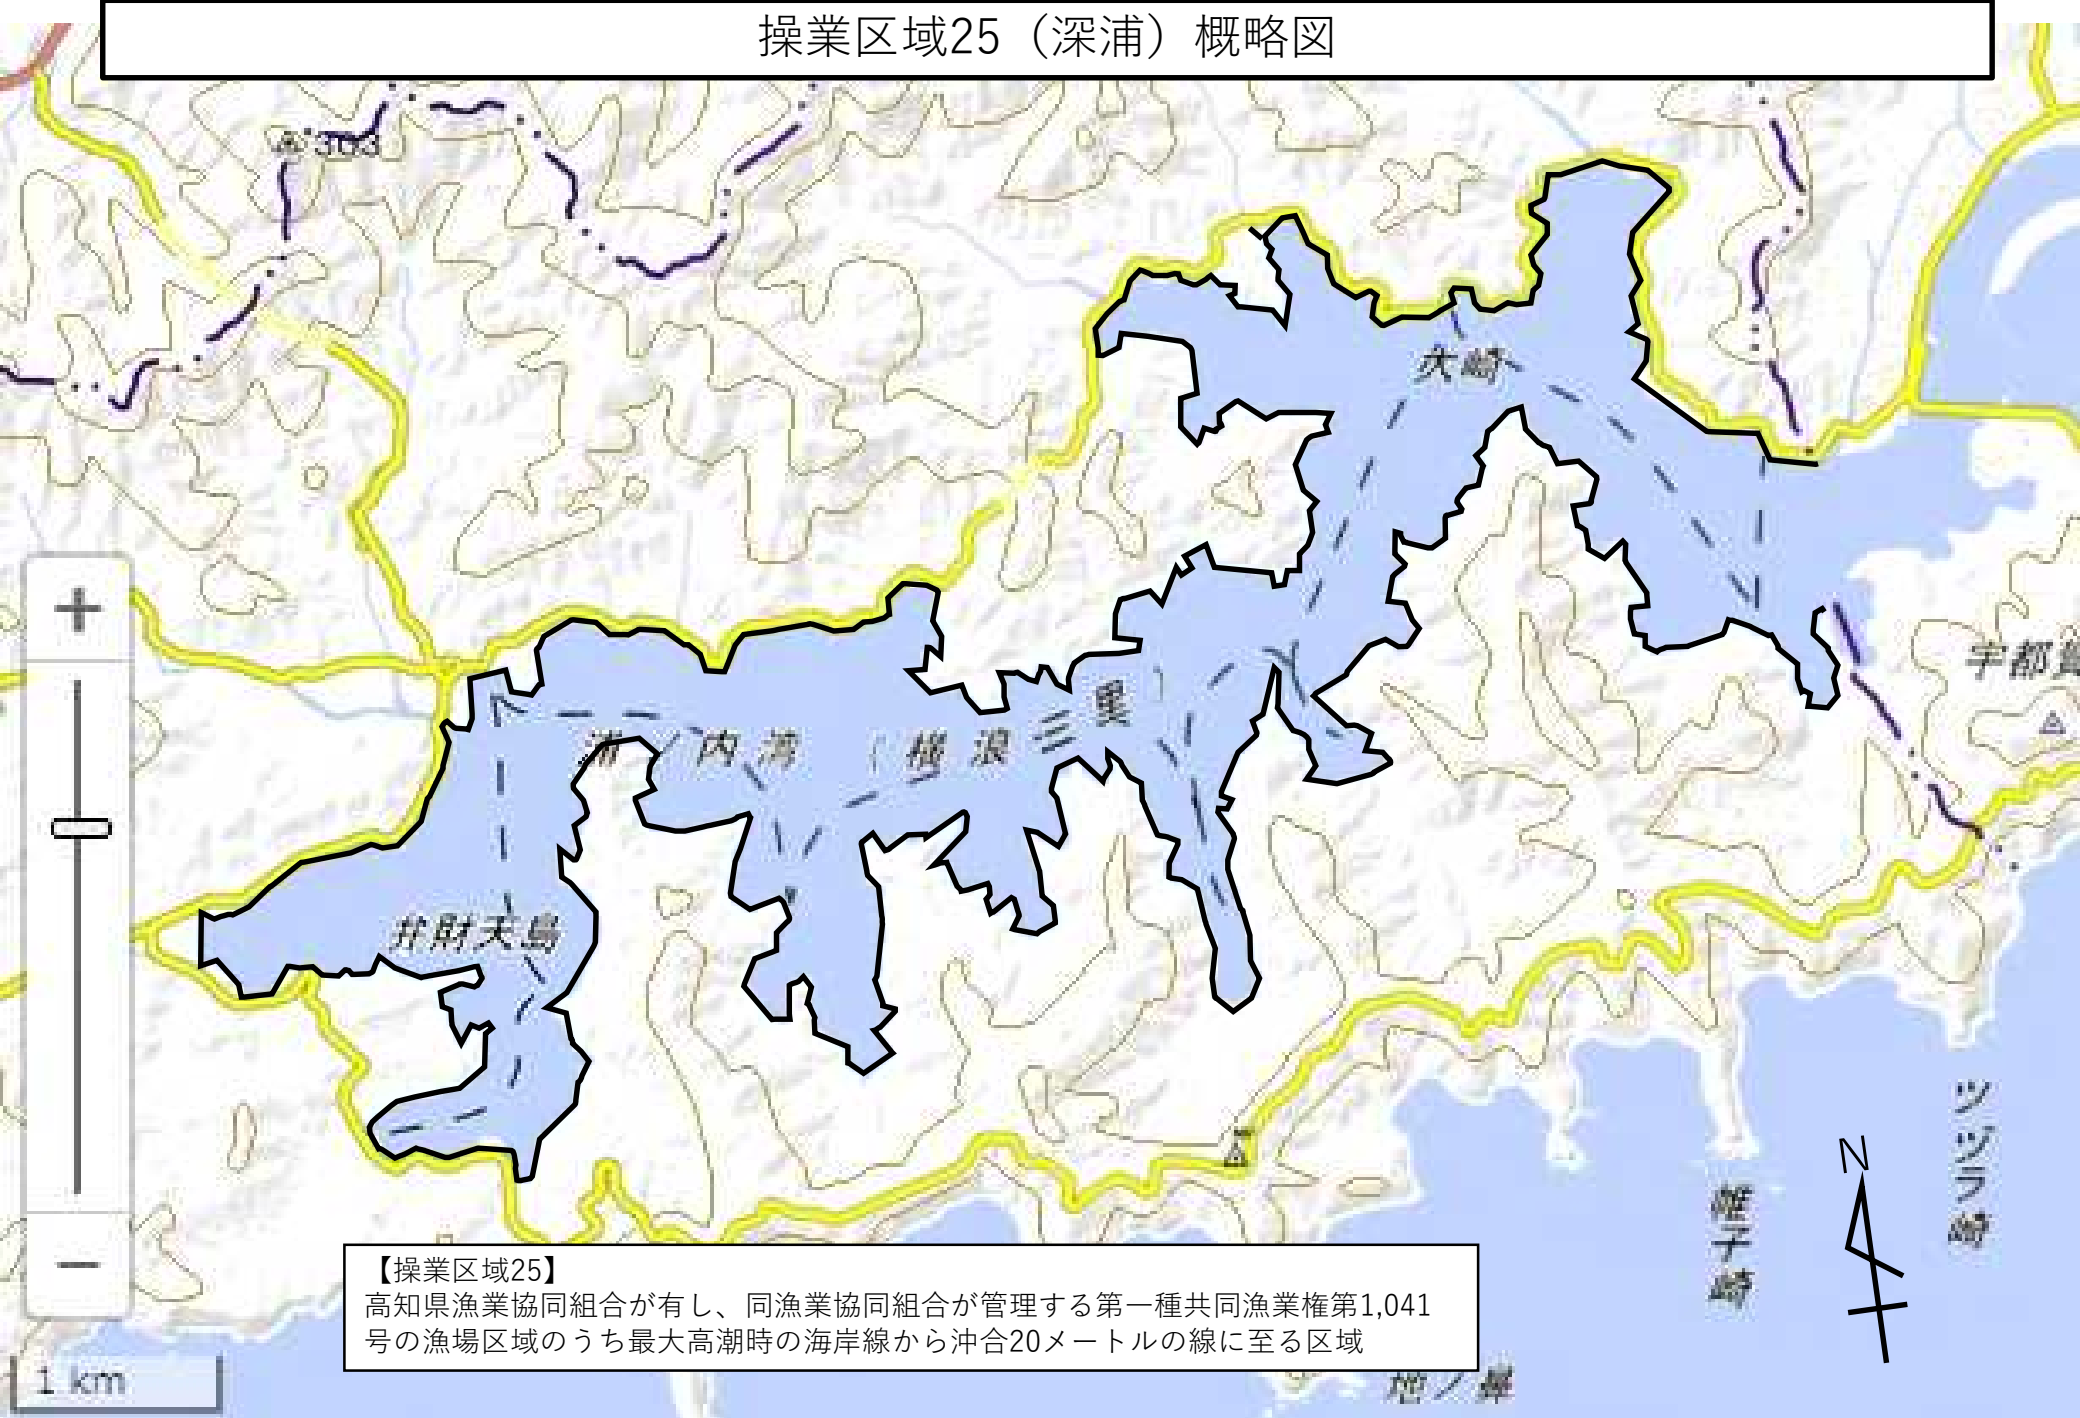 操業区域25（深浦）概略図
303
大崎
浦ノ内湾（横浪三里）
弁財天島
ツヅラ崎
帷子崎
N
【操業区域25】
高知県漁業協同組合が有し、同漁業協同組合が管理する第一種共同漁業権第1,041
号の漁場区域のうち最大高潮時の海岸線から沖合20メートルの線に至る区域
+
−
1 km